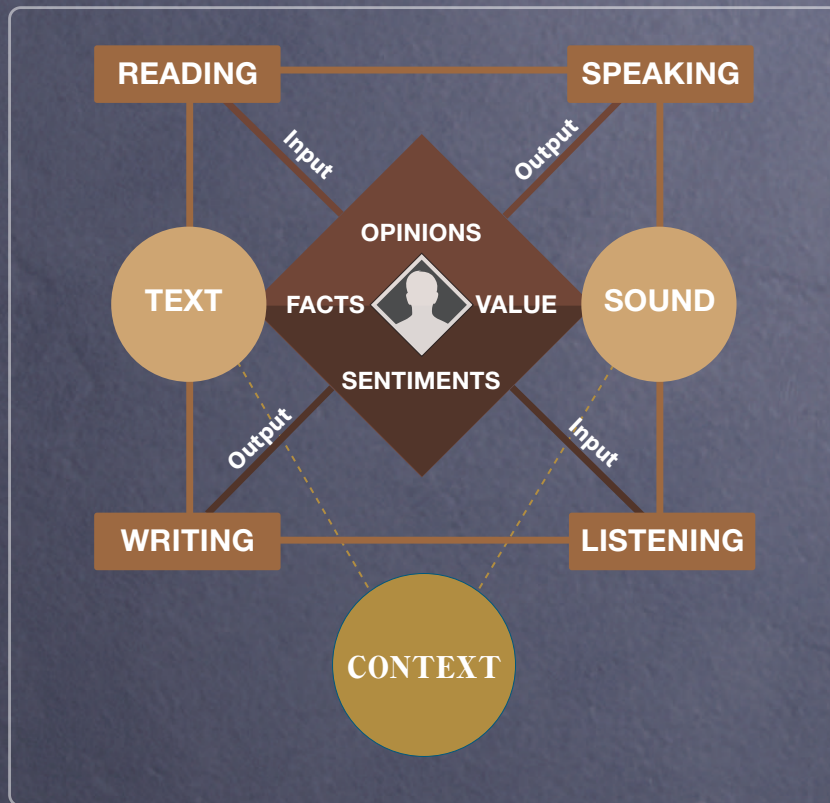 READING
SPEAKING
Input
Output
OPINIONS
TEXT
FACTS
VALUE
SOUND
SENTIMENTS
Output
Input
WRITING
LISTENING
CONTEXT